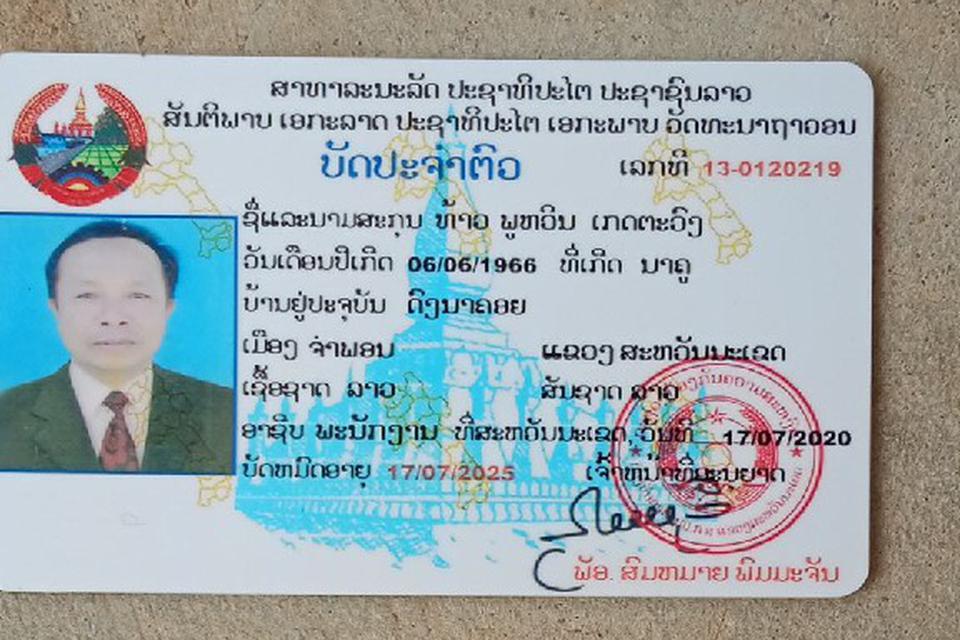 ສາທາລະນະລັດ ປະຊາທິປະໄຕ ປະຊາຊົນລາວ
ສັນຕິພາບ ເອກະລາດ ປະຊາທິປະໄຕ ເອກະພາບ ວັດທະນາຖາວອນ
ບັດປະຈຳຕົວ ເລກທີ 13-0120219
ຊື່ແລະນາມສະກຸນ ທ້າວ ພູທວິນ ເກດຕະວົງ
ວັນເດືອນປີເກີດ 06/06/1966 ທີ່ເກີດ ນາຄູ
ບ້ານຢູ່ປະຈຸບັນ ດົງນາຄອຍ
ເມືອງ ຈຳພອນ ແຂວງ ສະຫວັນນະເຂດ
ເຊື້ອຊາດ ລາວ ສັນຊາດ ລາວ
ອາຊີບ ພະນັກງານ ທີ່ສະຫວັນນະເຂດ, ວັນທີ 17/07/2020
ບັດຫມົດອາຍຸ 17/07/2025 ເຈົ້າຫນ້າທີ່ມະນຸຍາດ
ພັອ. ສົມຫມາຍ ພິມມະຈັນ